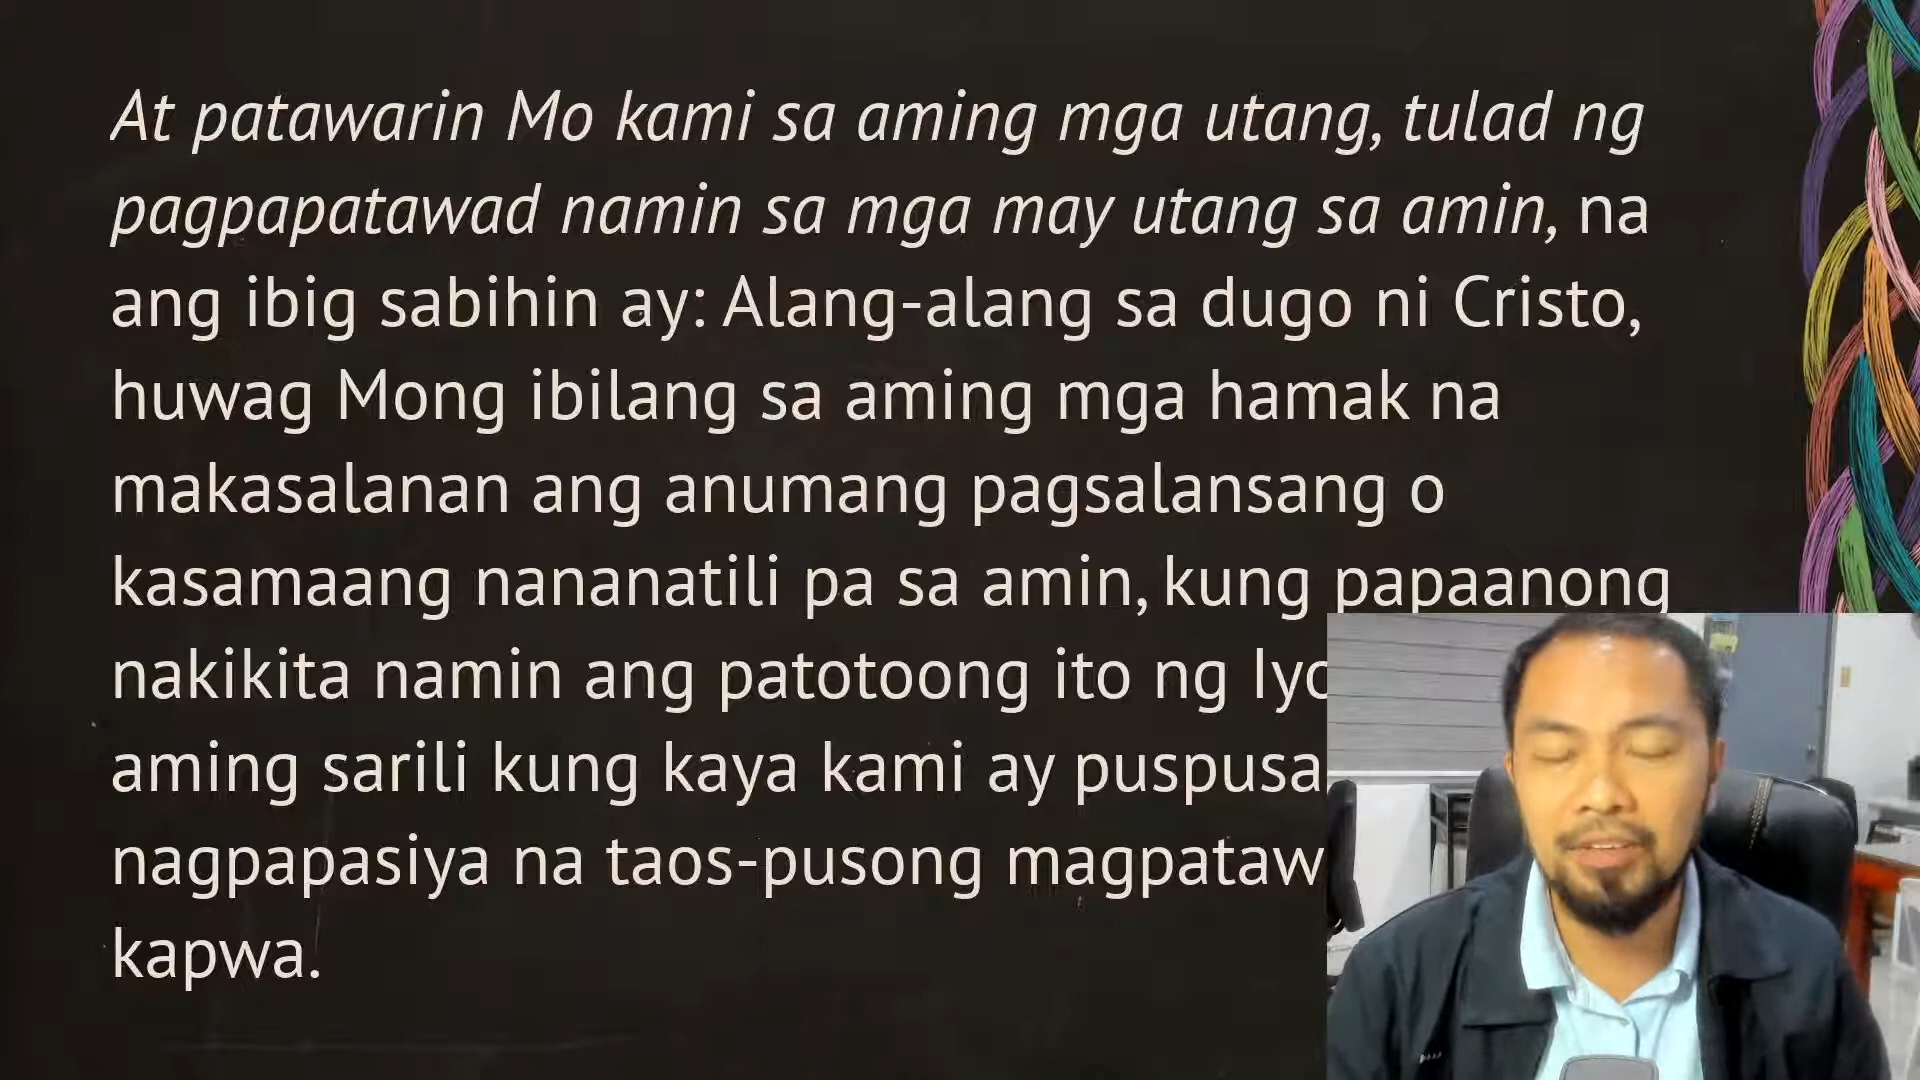 At patawarin Mo kami sa aming mga utang, tulad ng
pagpapatawad namin sa mga may utang sa amin, na
ang ibig sabihin ay: Alang-alang sa dugo ni Cristo,
huwag Mong ibilang sa aming mga hamak na
makasalanan ang anumang pagsalansang o
kasamaang nananatili pa sa amin, kung papaanong
nakikita namin ang patotoong ito ng
aming sarili kung kaya kami ay
nagpapasiya na taos-pusong
kapwa.